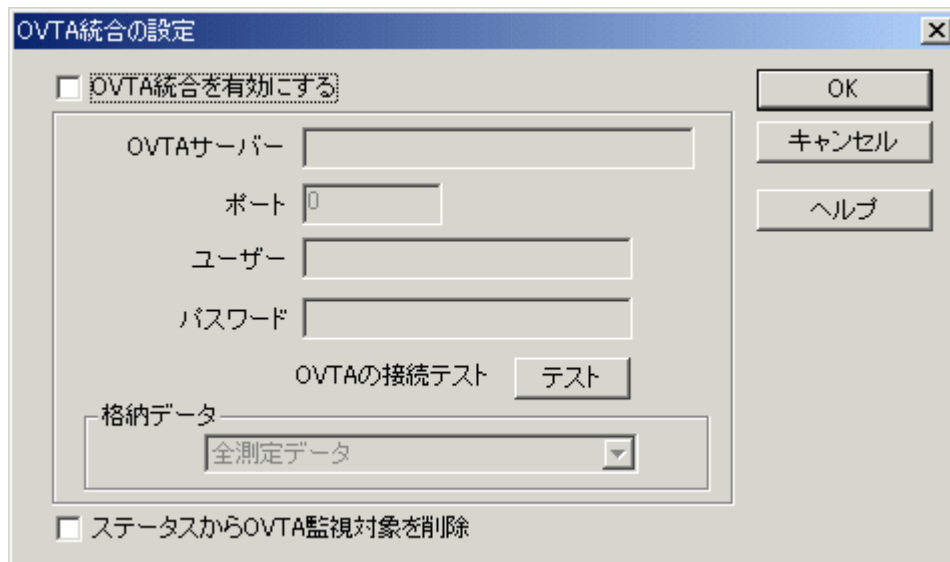 OVTA統合の設定
OVTA統合を有効にする
OK
OVTAサーバー
キャンセル
ポート 0
ヘルプ
ユーザー
パスワード
OVTAの接続テスト テスト
格納データ
全測定データ
ステータスからOVTA監視対象を削除